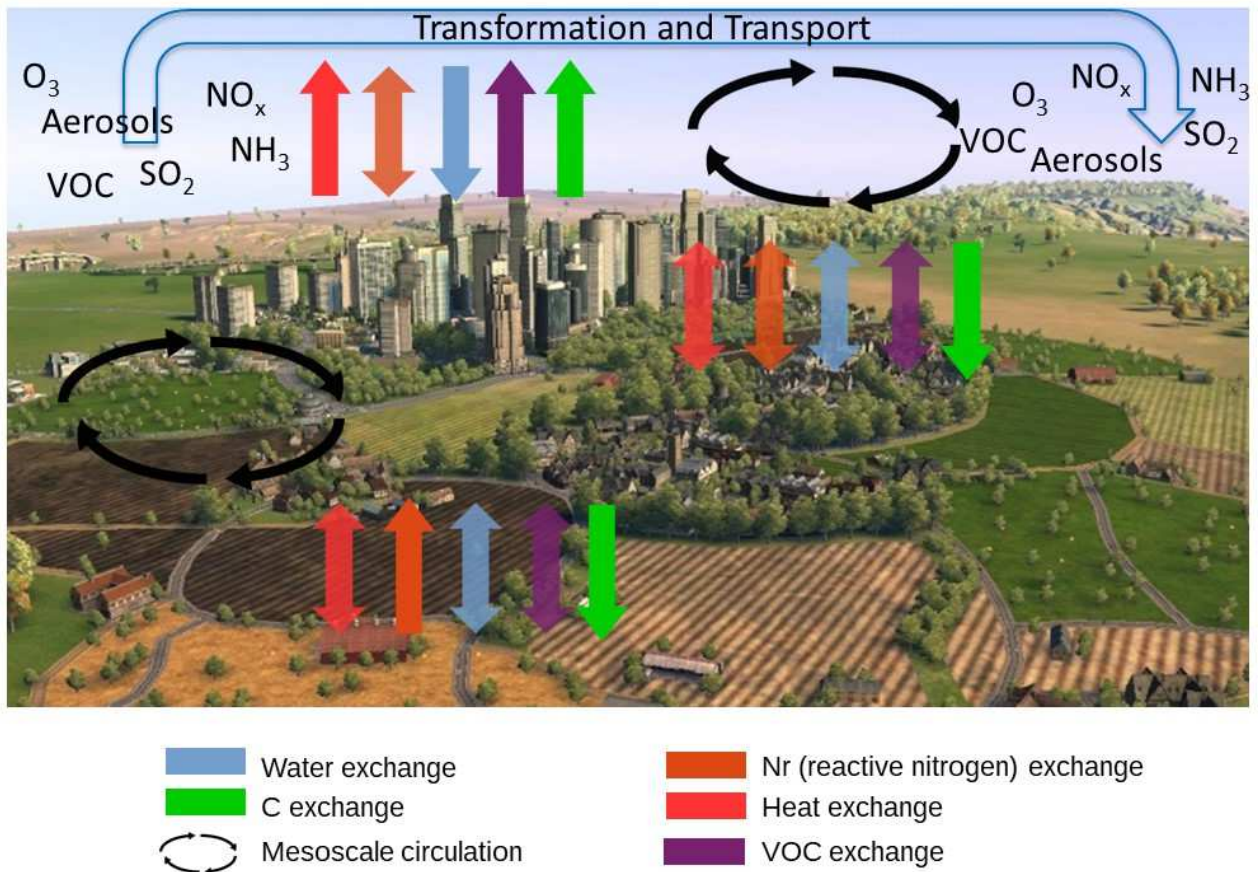 Transformation and Transport
O3
Aerosols
VOC
SO2
NOx
NH3
O3
NOx
NH3
VOC
Aerosols
SO2
Water exchange
C exchange
Mesoscale circulation
Nr (reactive nitrogen) exchange
Heat exchange
VOC exchange